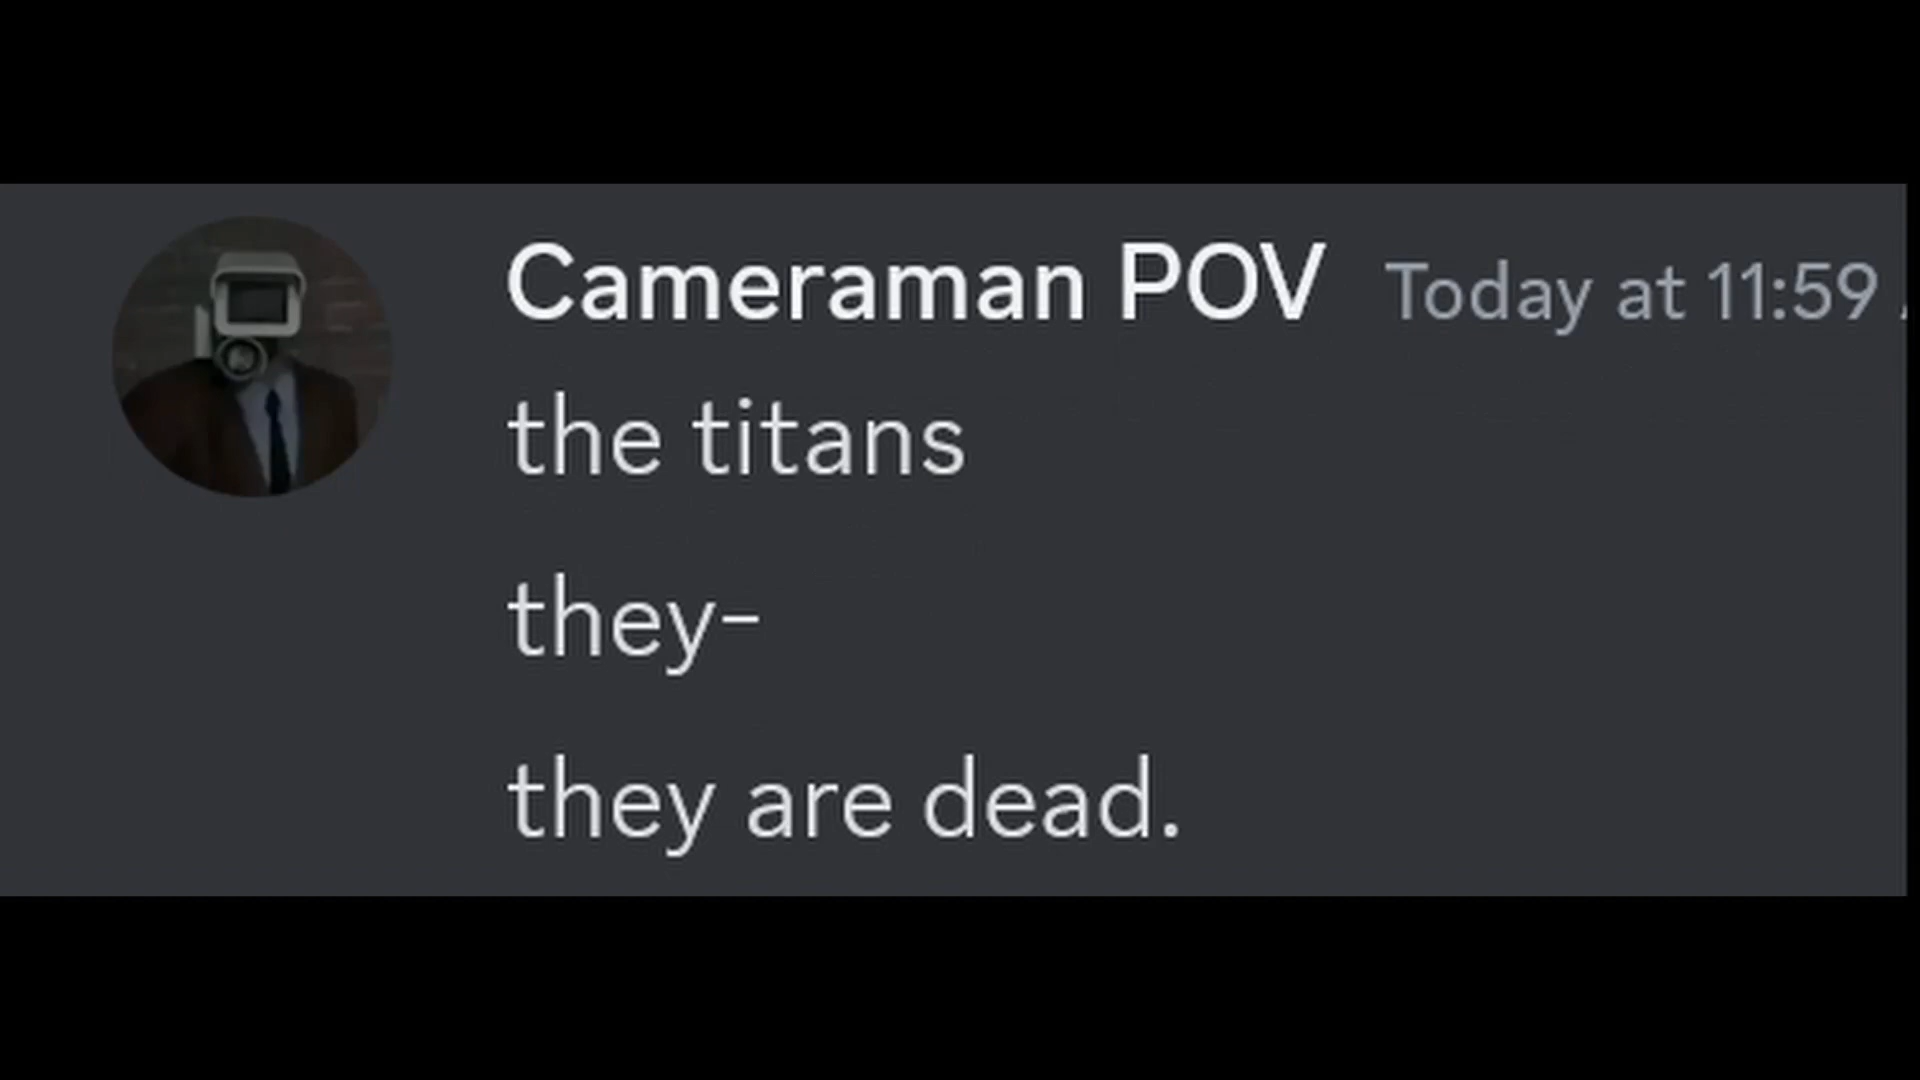 Cameraman POV Today at 11:59
the titans
they-
they are dead.